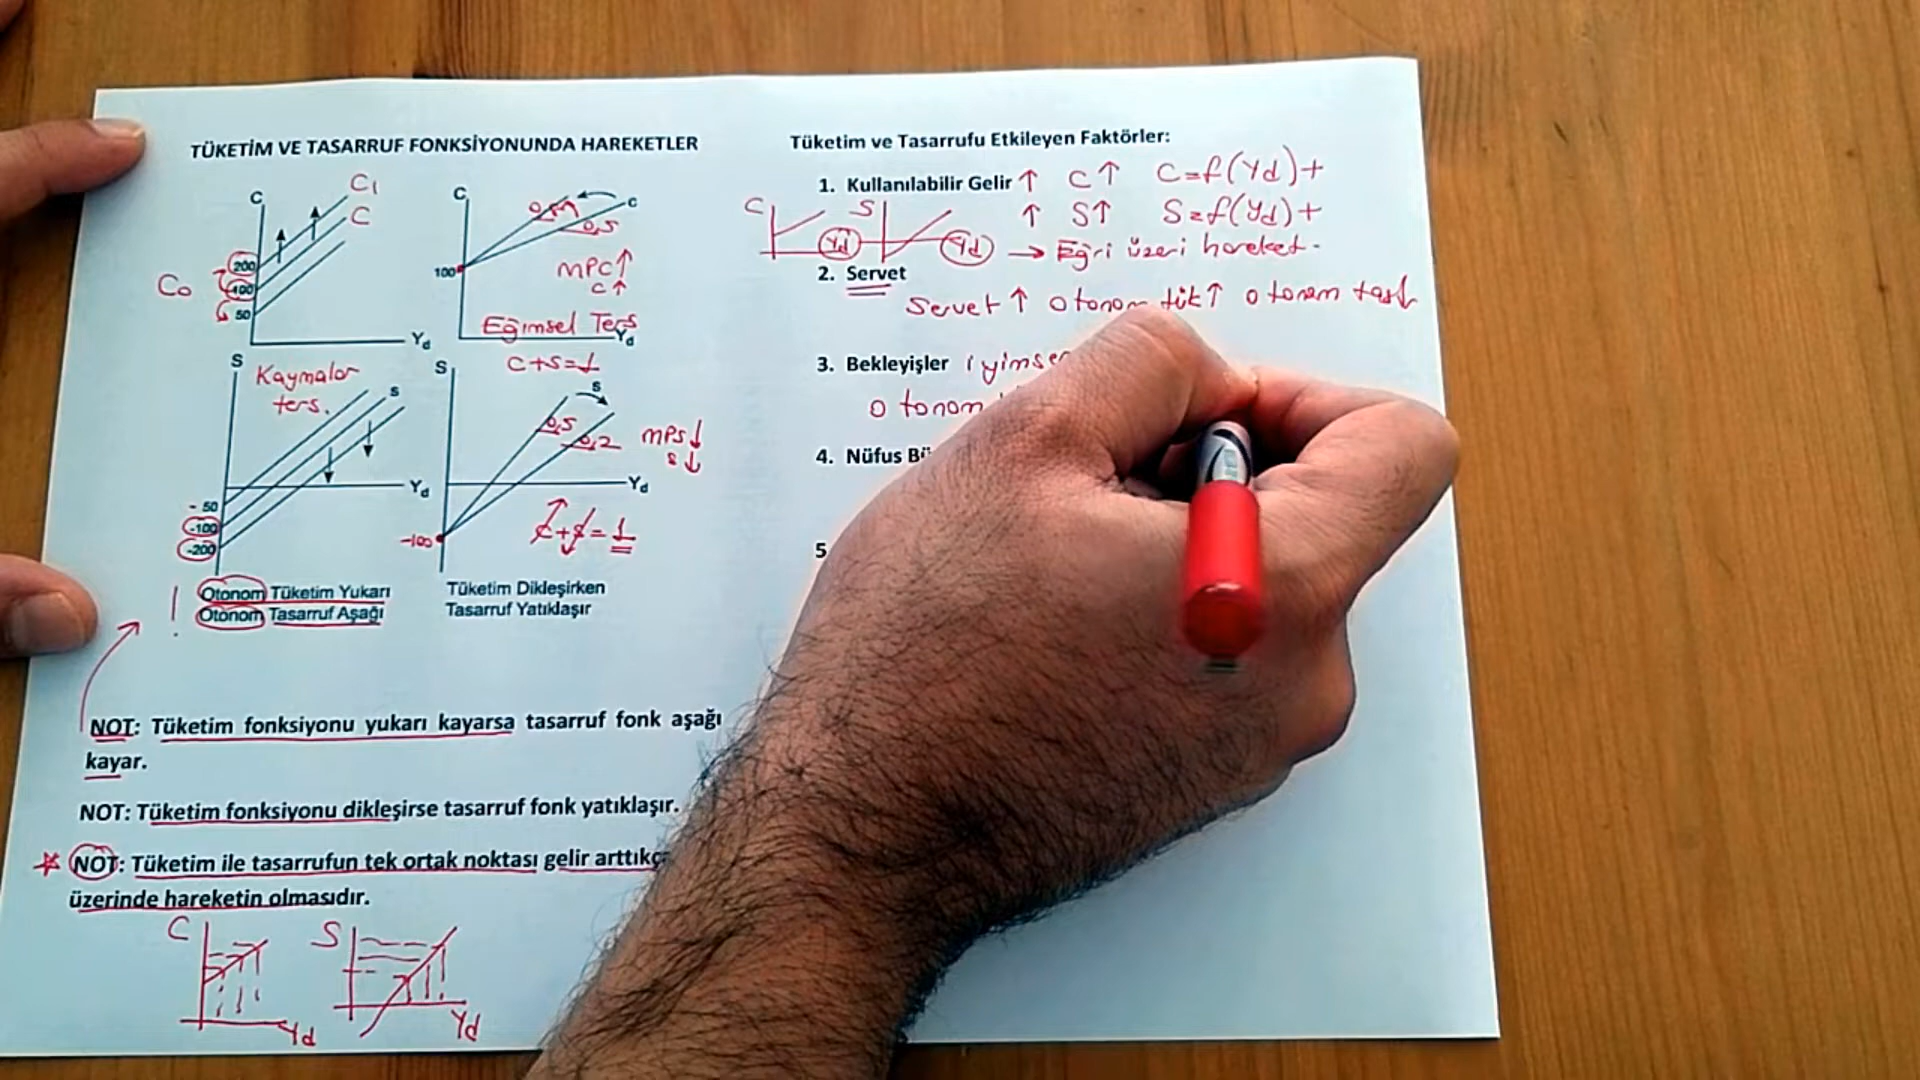 TÜKETİM VE TASARRUF FONKSİYONUNDA HAREKETLER
C
C1
C
200
100
50
C0
Yd
C
C
0,5
100
MPC↑
C↑
Eğimsel Ters
Yd
S
Kaymalar
ters.
S
Yd
- 50
-100
-200
C+S=1
S
S
0,5
0,2
MPS↓
S↓
Yd
-100
C+S=1
! Otonom Tüketim Yukarı
Otonom Tasarruf Aşağı
Tüketim Dikleşirken
Tasarruf Yatıklaşır
NOT: Tüketim fonksiyonu yukarı kayarsa tasarruf fonk aşağı
kayar.
NOT: Tüketim fonksiyonu dikleşirse tasarruf fonk yatıklaşır.
NOT: Tüketim ile tasarrufun tek ortak noktası gelir
üzerinde hareketin olmasıdır.
C
Yd
S
Yd
Tüketim ve Tasarrufu Etkileyen Faktörler:
1. Kullanılabilir Gelir ↑ C↑ C=f(Yd)+
↑ S↑ S=f(Yd)+
C
Yd
S
Yd
→ Eğri üzeri hareket.
2. Servet
Servet ↑ otonom tük↑ otonom tas↓
3. Bekleyişler
otonom
4. Nüfus
5